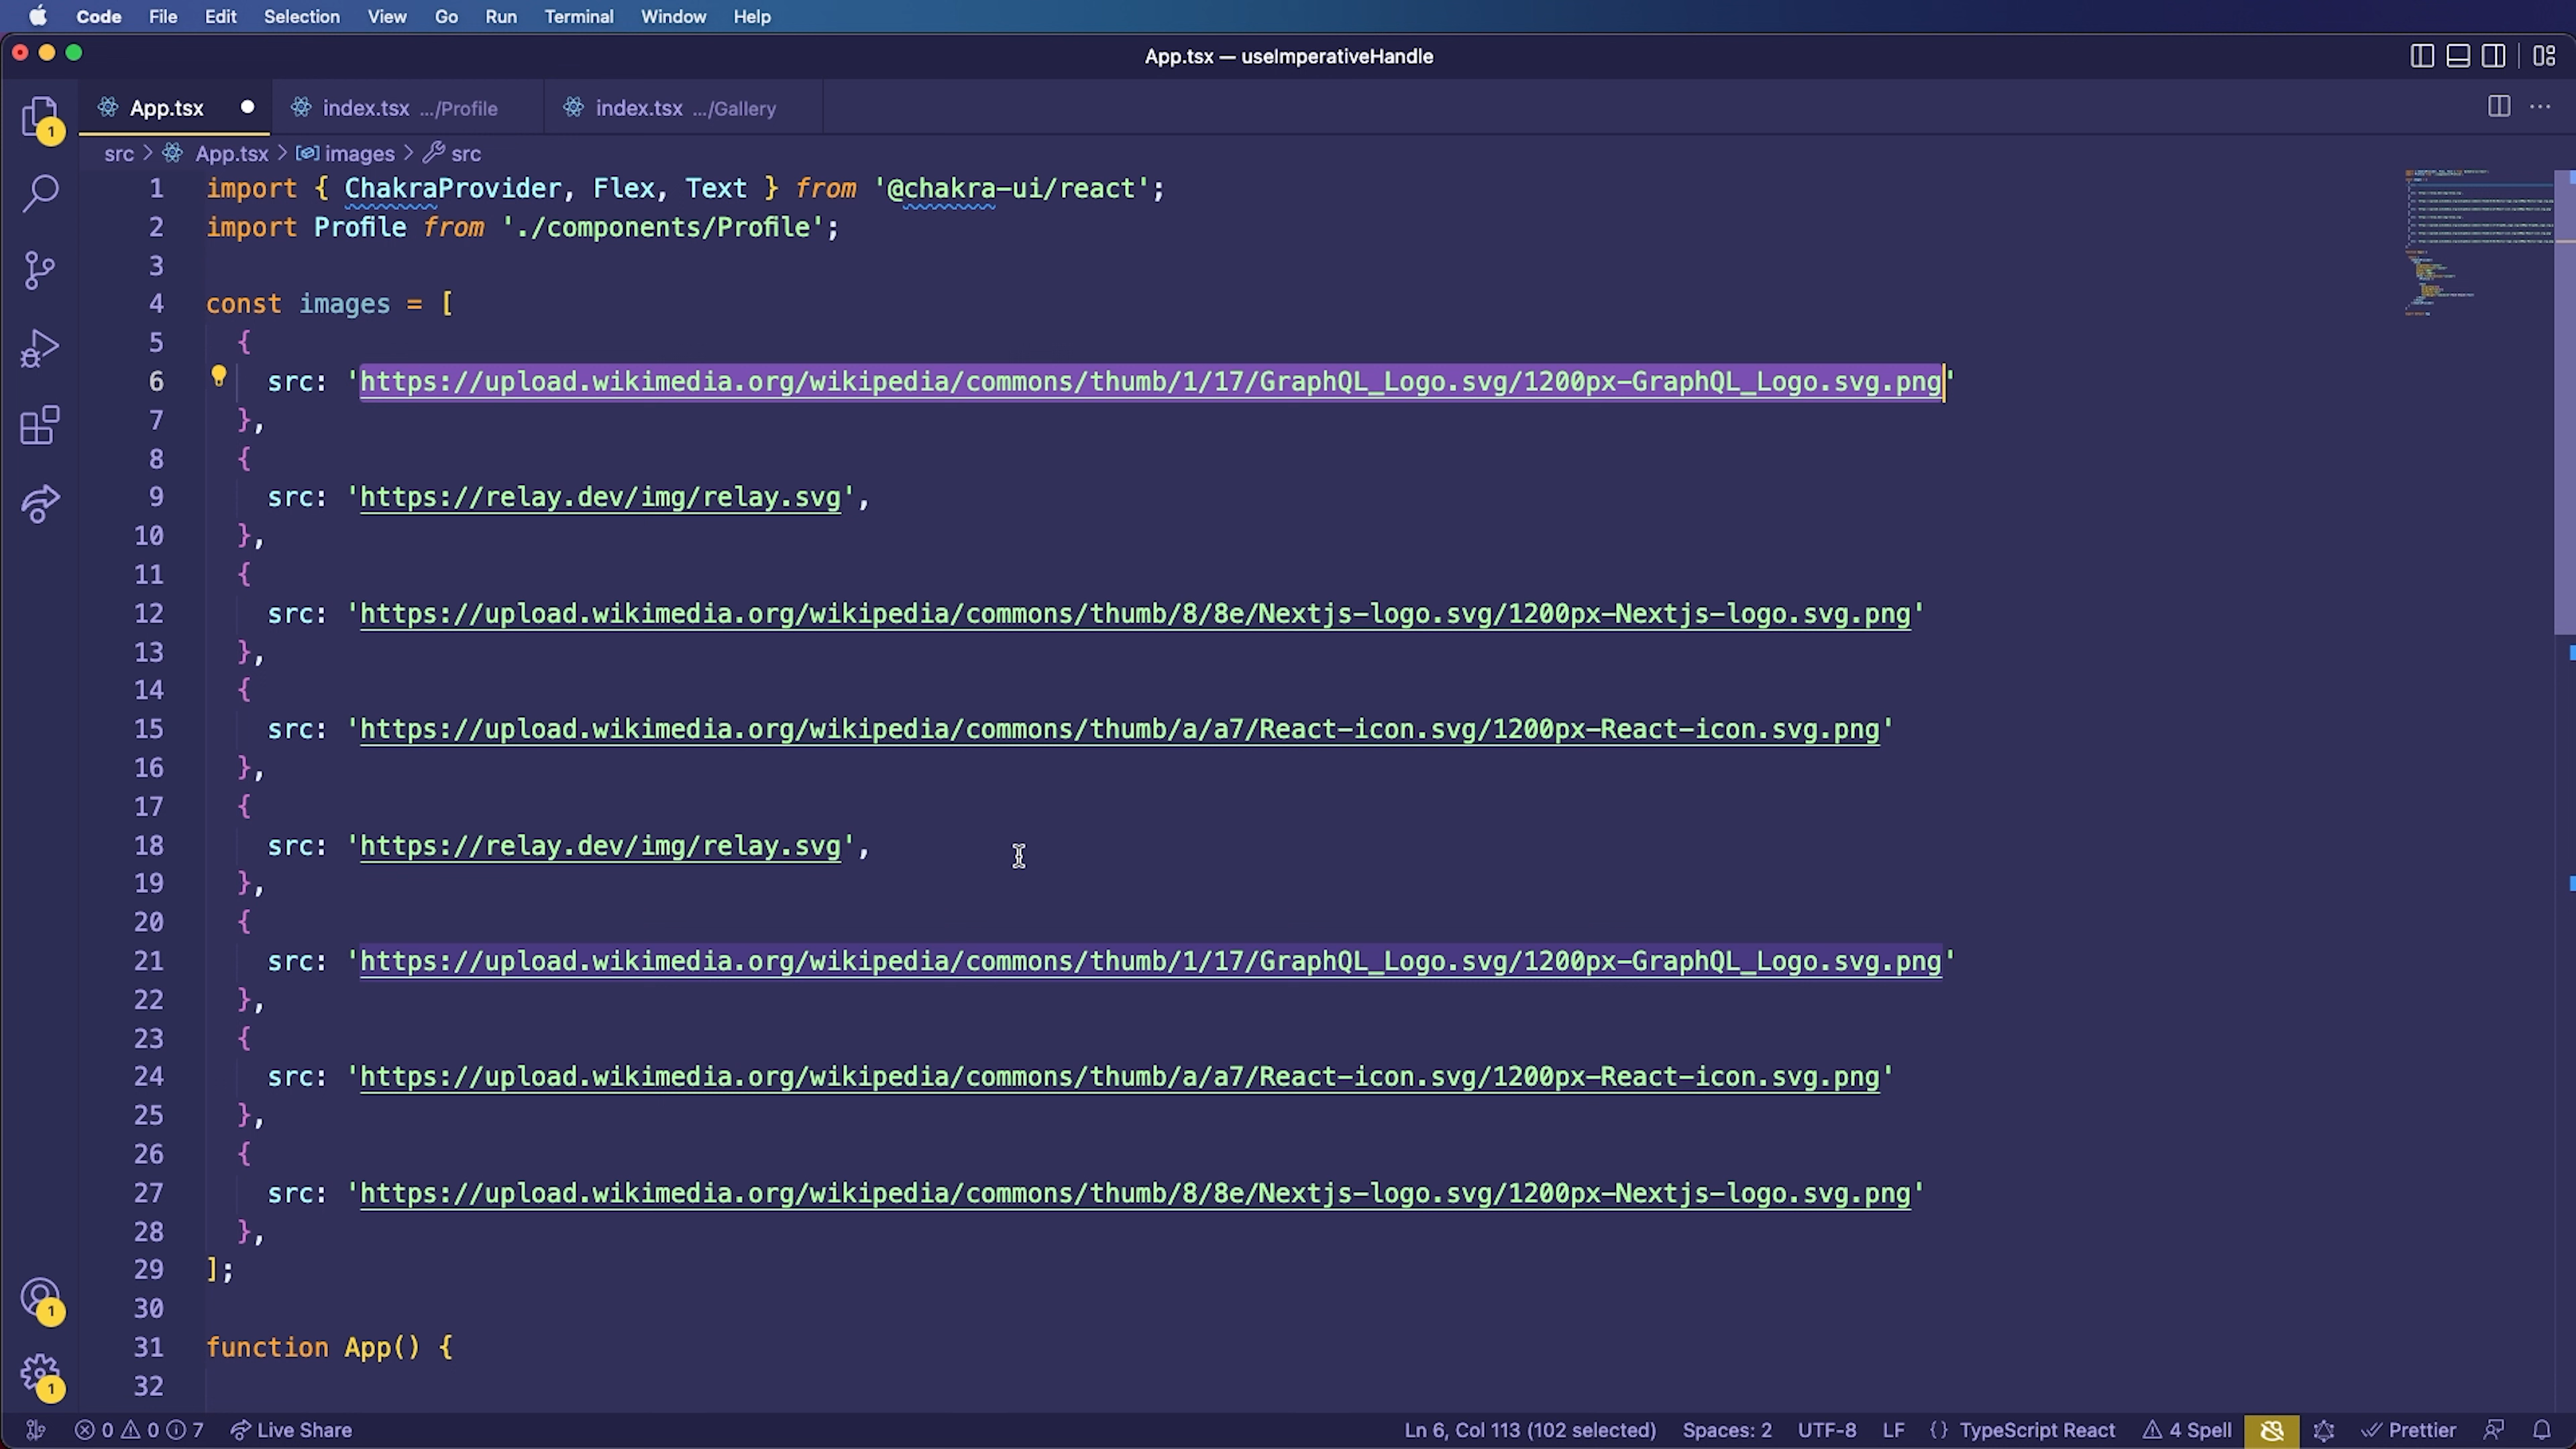 Code File Edit Selection View Go Run Terminal Window Help
App.tsx — useImperativeHandle
App.tsx index.tsx .../Profile index.tsx .../Gallery
1
src > App.tsx > images > src
1 import { ChakraProvider, Flex, Text } from '@chakra-ui/react';
2 import Profile from './components/Profile';
3
4 const images = [
5 {
6 src: 'https://upload.wikimedia.org/wikipedia/commons/thumb/1/17/GraphQL_Logo.svg/1200px-GraphQL_Logo.svg.png'
7 },
8 {
9 src: 'https://relay.dev/img/relay.svg',
10 },
11 {
12 src: 'https://upload.wikimedia.org/wikipedia/commons/thumb/8/8e/Nextjs-logo.svg/1200px-Nextjs-logo.svg.png'
13 },
14 {
15 src: 'https://upload.wikimedia.org/wikipedia/commons/thumb/a/a7/React-icon.svg/1200px-React-icon.svg.png'
16 },
17 {
18 src: 'https://relay.dev/img/relay.svg',
19 },
20 {
21 src: 'https://upload.wikimedia.org/wikipedia/commons/thumb/1/17/GraphQL_Logo.svg/1200px-GraphQL_Logo.svg.png'
22 },
23 {
24 src: 'https://upload.wikimedia.org/wikipedia/commons/thumb/a/a7/React-icon.svg/1200px-React-icon.svg.png'
25 },
26 {
27 src: 'https://upload.wikimedia.org/wikipedia/commons/thumb/8/8e/Nextjs-logo.svg/1200px-Nextjs-logo.svg.png'
28 },
29 ];
30
1
31 function App() {
32
1
0 0 7 Live Share Ln 6, Col 113 (102 selected) Spaces: 2 UTF-8 LF {} TypeScript React 4 Spell Prettier